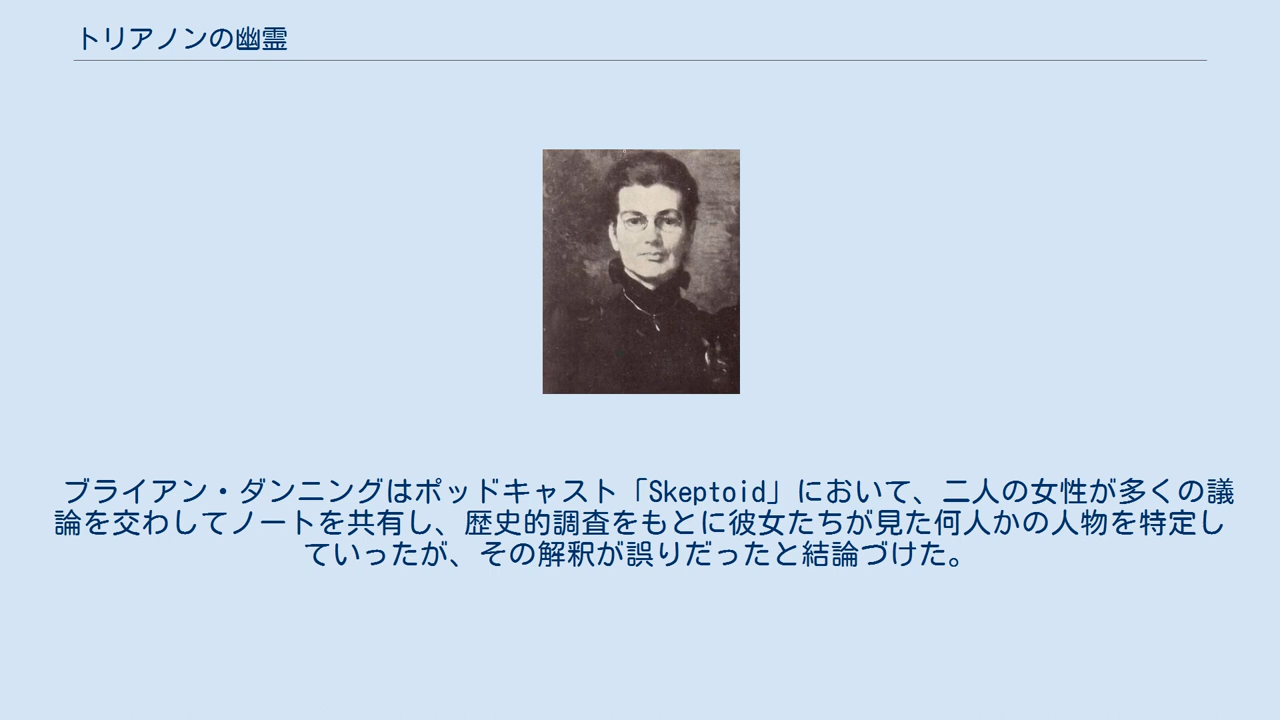 トリアノンの幽霊
ブライアン・ダンニングはポッドキャスト「Skeptoid」において、二人の女性が多くの議
論を交わしてノートを共有し、歴史的調査をもとに彼女たちが見た何人かの人物を特定し
ていったが、その解釈が誤りだったと結論づけた。